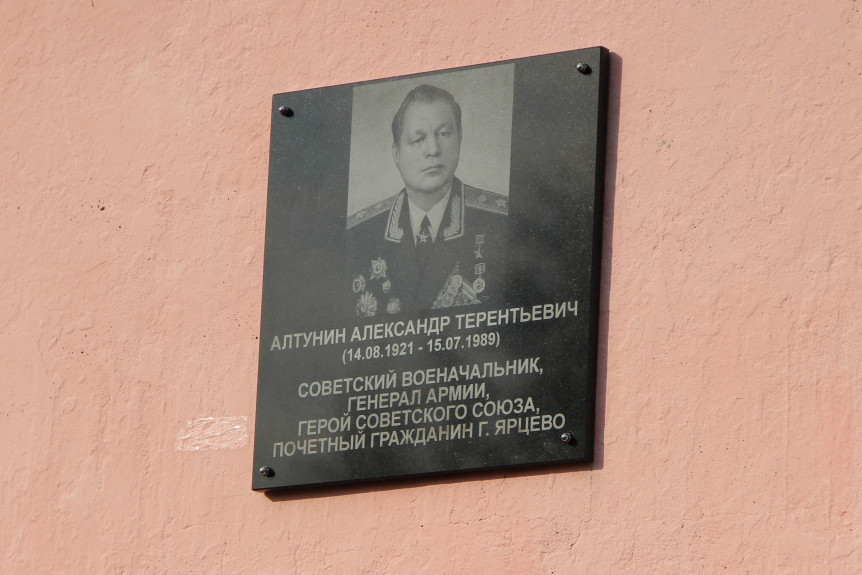 АЛТУНИН АЛЕКСАНДР ТЕРЕНТЬЕВИЧ
(14.08.1921 - 15.07.1989)
СОВЕТСКИЙ ВОЕНАЧАЛЬНИК,
ГЕНЕРАЛ АРМИИ,
ГЕРОЙ СОВЕТСКОГО СОЮЗА,
ПОЧЕТНЫЙ ГРАЖДАНИН Г. ЯРЦЕВО